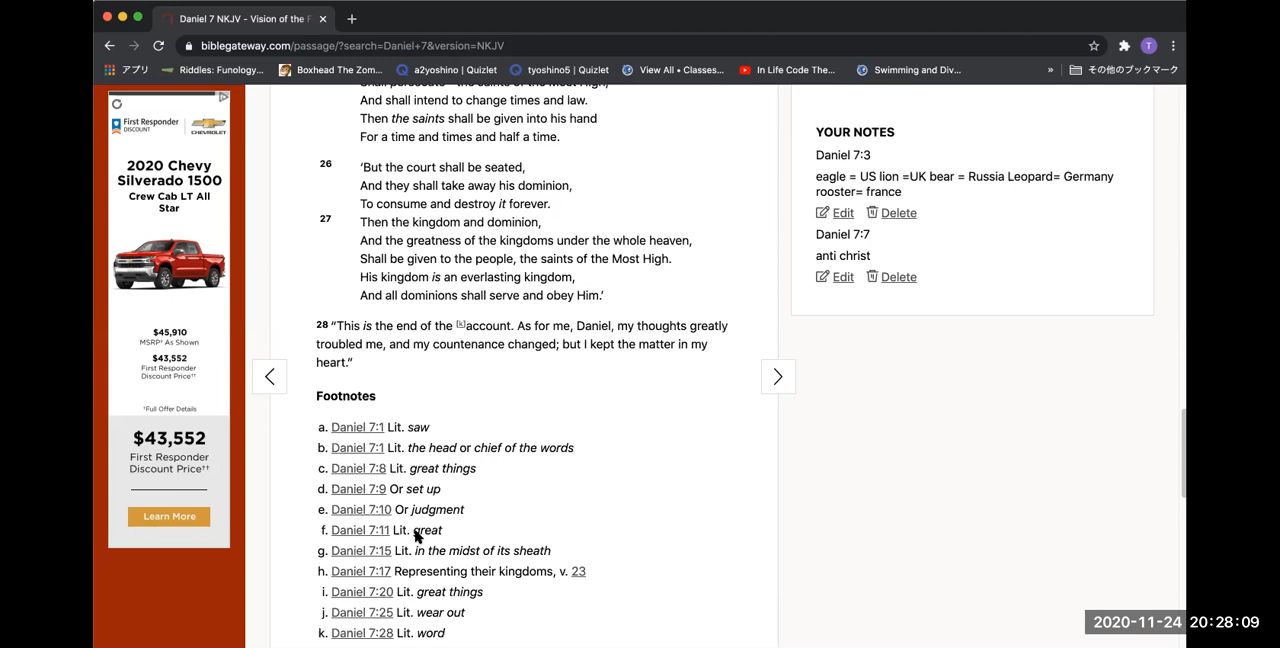 Daniel 7 NKJV - Vision of the F
biblegateway.com/passage/?search=Daniel+7&version=NKJV
アプリ
Riddles: Funology...
Boxhead The Zom...
a2yoshino | Quizlet
tyoshino5 | Quizlet
View All • Classes...
In Life Code The...
Swimming and Div...
»
その他のブックマーク
T
First Responder
DISCOUNT
CHEVROLET
2020 Chevy
Silverado 1500
Crew Cab LT All
Star
$45,910
MSRP† As Shown
$43,552
First Responder
Discount Price††
†Full Offer Details
$43,552
First Responder
Discount Price††
Learn More
And shall intend to change times and law.
Then the saints shall be given into his hand
For a time and times and half a time.
26 ‘But the court shall be seated,
And they shall take away his dominion,
To consume and destroy it forever.
27 Then the kingdom and dominion,
And the greatness of the kingdoms under the whole heaven,
Shall be given to the people, the saints of the Most High.
His kingdom is an everlasting kingdom,
And all dominions shall serve and obey Him.’
28 “This is the end of the [k]account. As for me, Daniel, my thoughts greatly
troubled me, and my countenance changed; but I kept the matter in my
heart.”
Footnotes
a. Daniel 7:1 Lit. saw
b. Daniel 7:1 Lit. the head or chief of the words
c. Daniel 7:8 Lit. great things
d. Daniel 7:9 Or set up
e. Daniel 7:10 Or judgment
f. Daniel 7:11 Lit. great
g. Daniel 7:15 Lit. in the midst of its sheath
h. Daniel 7:17 Representing their kingdoms, v. 23
i. Daniel 7:20 Lit. great things
j. Daniel 7:25 Lit. wear out
k. Daniel 7:28 Lit. word
YOUR NOTES
Daniel 7:3
eagle = US lion =UK bear = Russia Leopard= Germany
rooster= france
Edit Delete
Daniel 7:7
anti christ
Edit Delete
2020-11-24 20:28:09